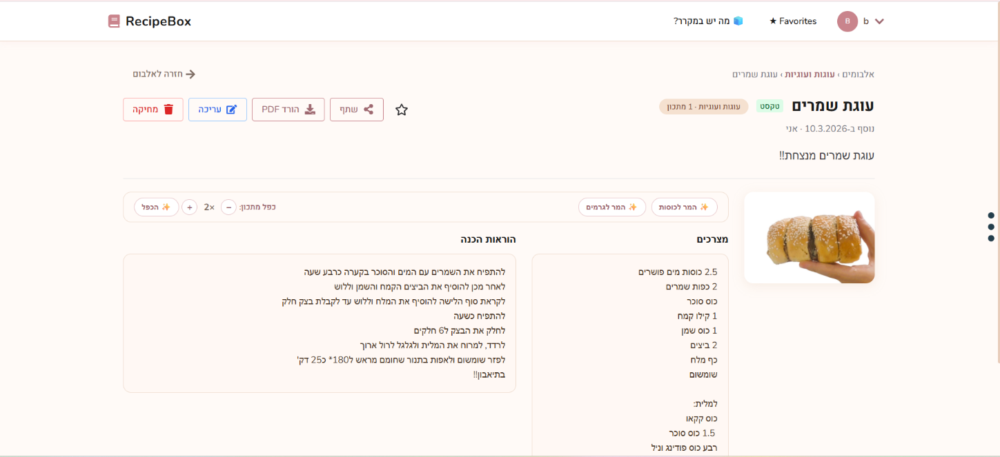 RecipeBox
מה יש במקרר?
★ Favorites
B
b
אלבומים › עוגות ועוגיות › עוגת שמרים
חזרה לאלבום
עוגת שמרים
טקסט
עוגות ועוגיות · 1 מתכון
שתף
הורד PDF
עריכה
מחיקה
נוסף ב-10.3.2026 · אני
עוגת שמרים מנצחת!!
המר לכוסות
המר לגרמים
כפל מתכון:
−
2×
+
הכפל
מצרכים
2.5 כוסות מים פושרים
2 כפות שמרים
כוס סוכר
1 קילו קמח
1 כוס שמן
2 ביצים
כף מלח
שומשום
למלית:
כוס קקאו
1.5 כוס סוכר
רבע כוס פודינג וניל
הוראות הכנה
להתפיח את השמרים עם המים והסוכר בקערה כרבע שעה
לאחר מכן להוסיף את הביצים הקמח והשמן וללוש
לקראת סוף הלישה להוסיף את המלח וללוש עד לקבלת בצק חלק
להתפיח כשעה
לחלק את הבצק ל6 חלקים
לרדד, למרוח את המלית ולגלגל לרול ארוך
לפזר שומשום ולאפות בתנור שחומם מראש ל180* כ25 דק'
בתיאבון!!